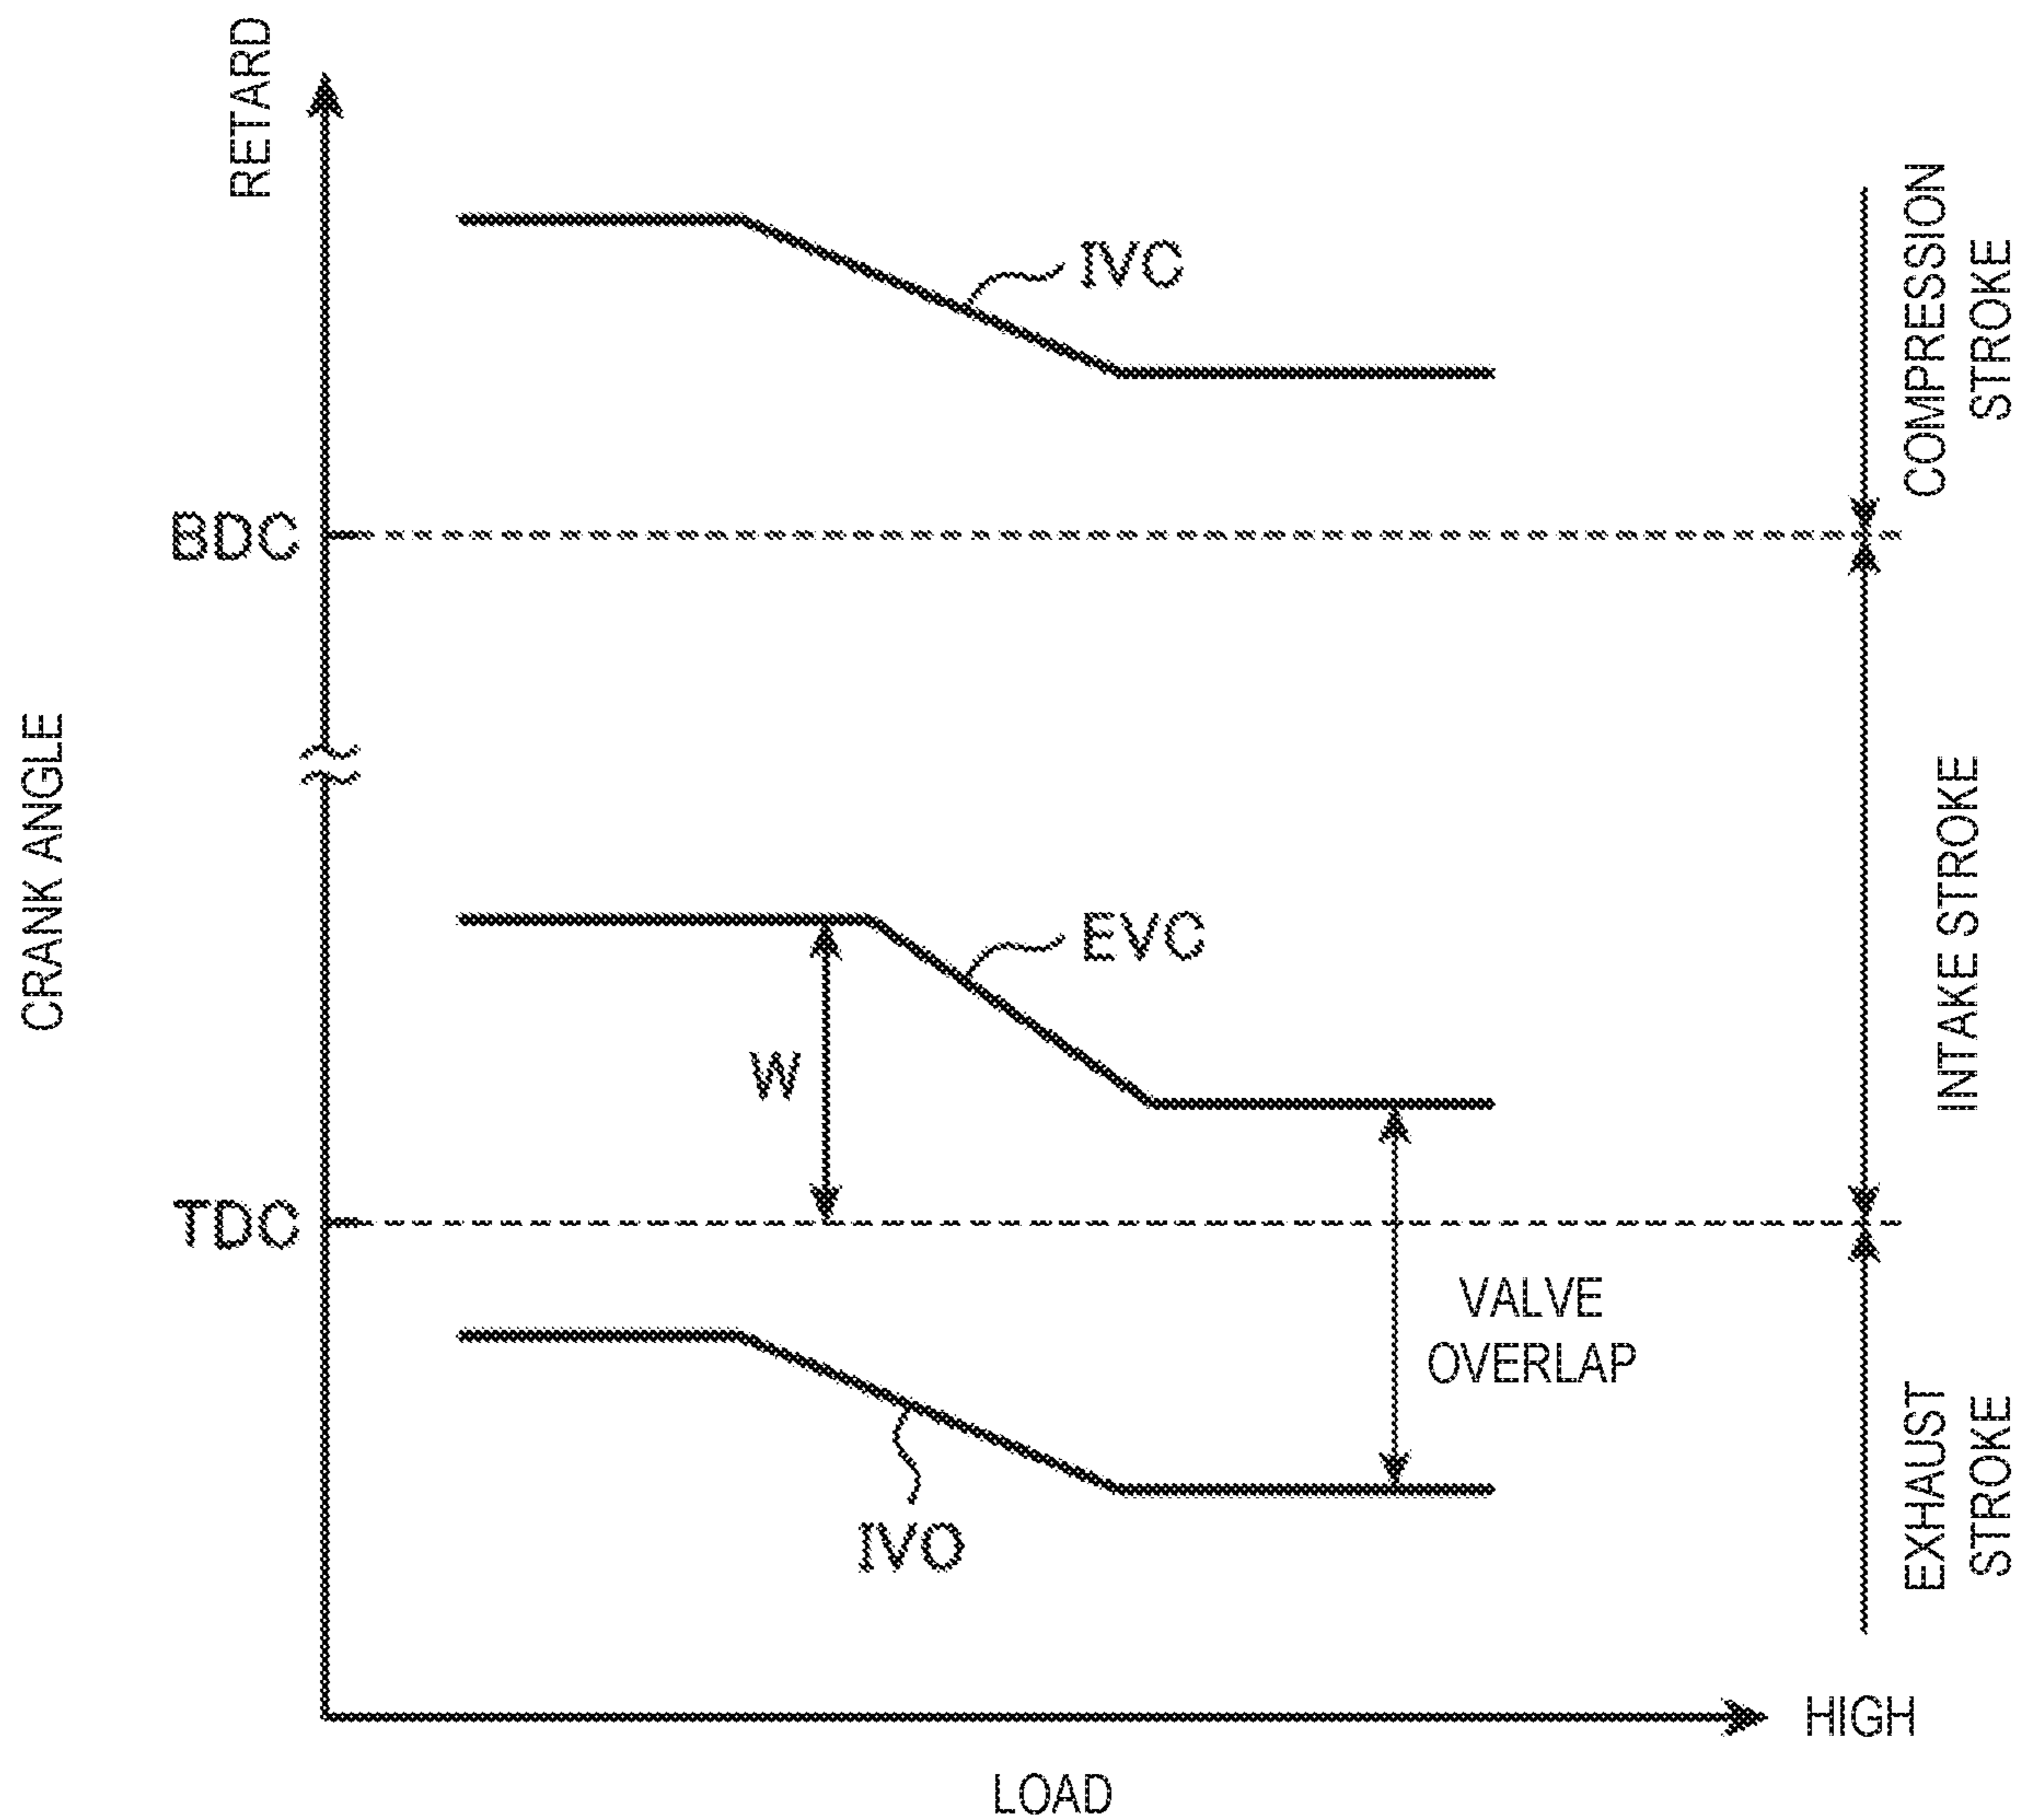 RETARD
IVC
COMPRESSION
STROKE
BDC
CRANK ANGLE
INTAKE STROKE
EVC
W
TDC
VALVE
OVERLAP
EXHAUST
STROKE
IVO
HIGH
LOAD